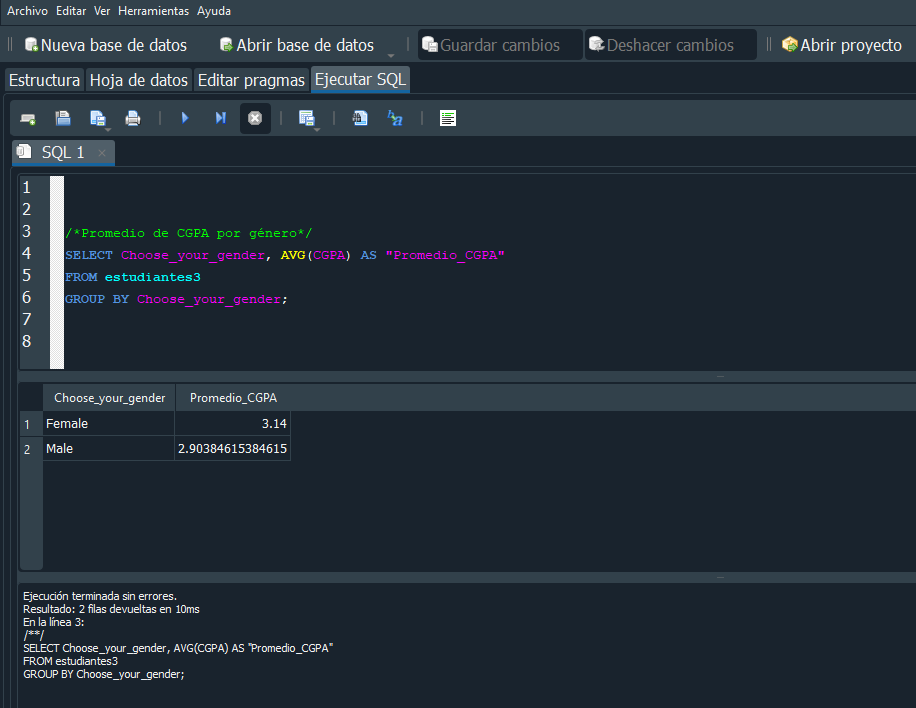 Archivo Editar Ver Herramientas Ayuda
Nueva base de datos Abrir base de datos Guardar cambios Deshacer cambios Abrir proyecto
Estructura Hoja de datos Editar pragmas Ejecutar SQL
SQL 1
1
2
3 /*Promedio de CGPA por género*/
4 SELECT Choose_your_gender, AVG(CGPA) AS "Promedio_CGPA"
5 FROM estudiantes3
6 GROUP BY Choose_your_gender;
7
8
Choose_your_gender Promedio_CGPA
1 Female 3.14
2 Male 2.90384615384615
Ejecución terminada sin errores.
Resultado: 2 filas devueltas en 10ms
En la línea 3:
/**/
SELECT Choose_your_gender, AVG(CGPA) AS "Promedio_CGPA"
FROM estudiantes3
GROUP BY Choose_your_gender;